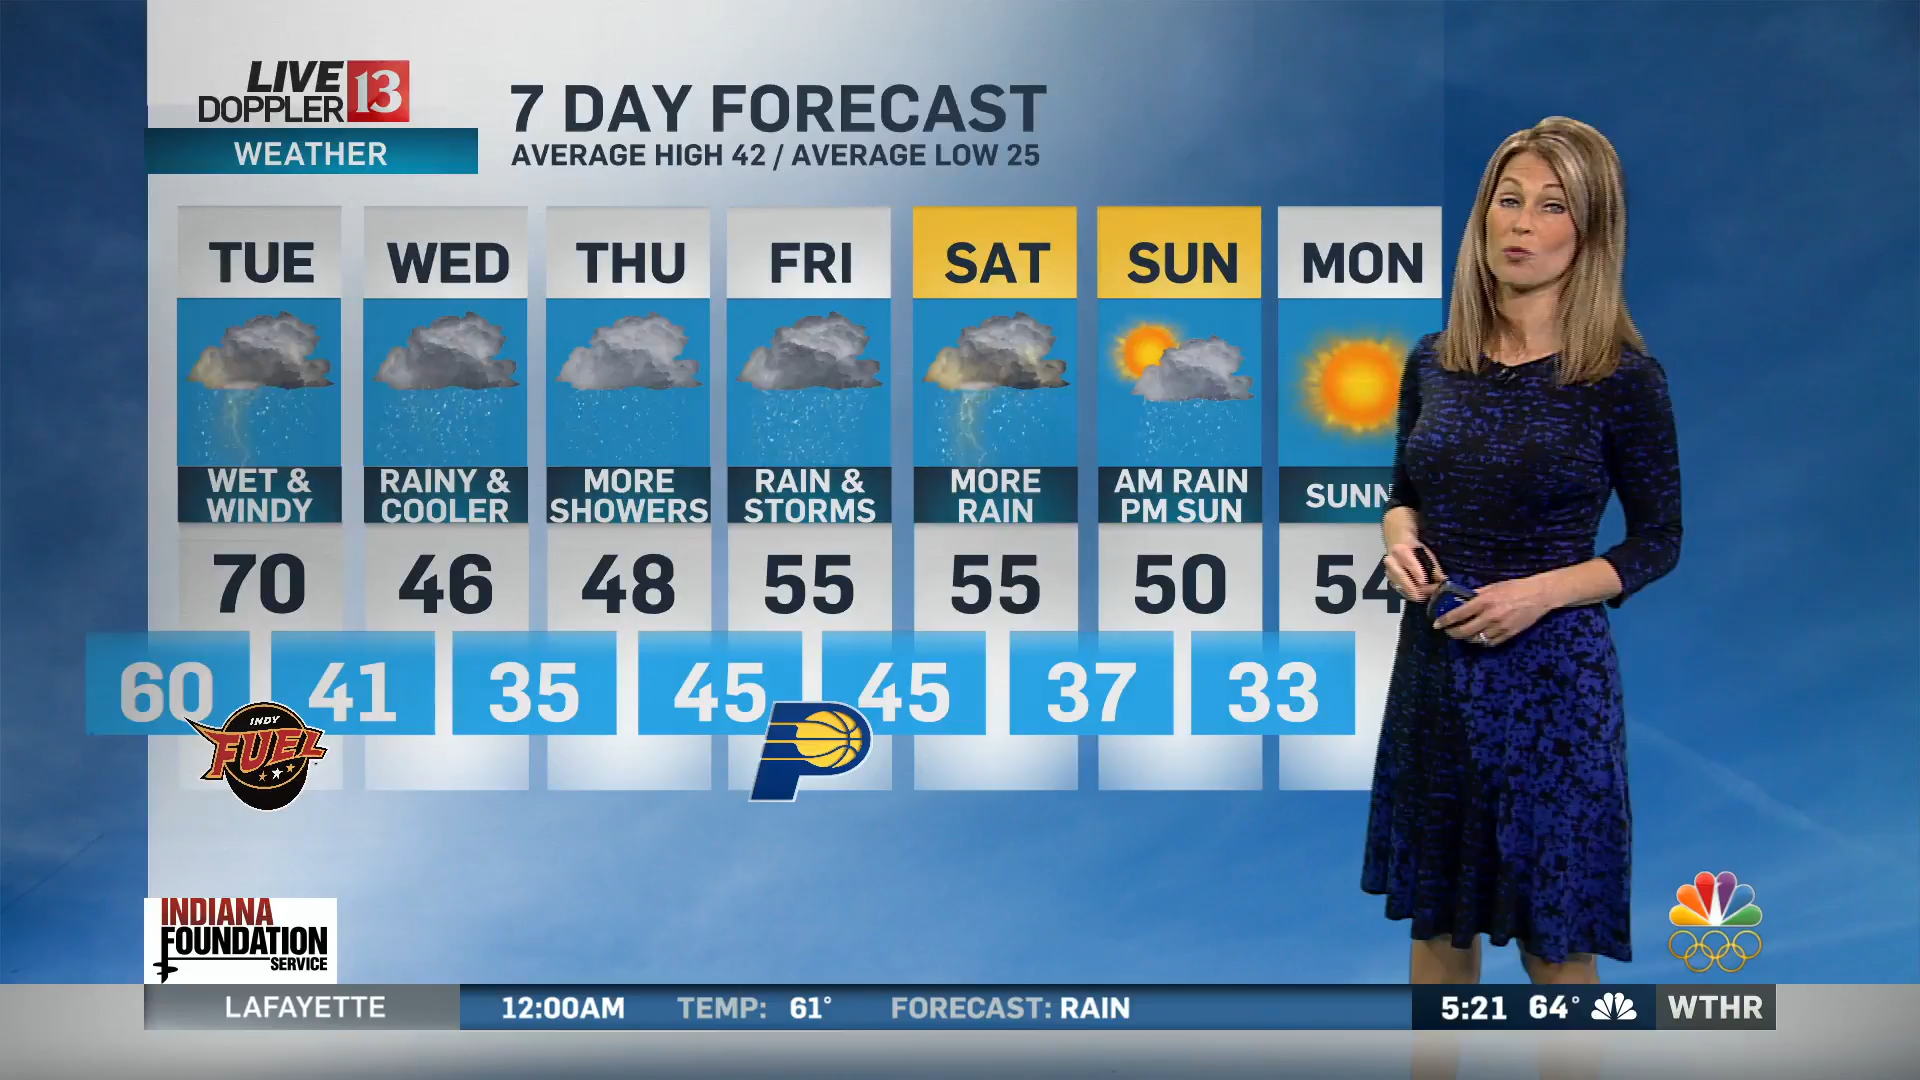 LIVE
DOPPLER 13
WEATHER
7 DAY FORECAST
AVERAGE HIGH 42 / AVERAGE LOW 25
TUE WED THU FRI SAT SUN MON
WET & RAINY & MORE RAIN & MORE AM RAIN
WINDY COOLER SHOWERS STORMS RAIN PM SUN SUNN
70 46 48 55 55 50 54
60 41 35 45 45 37 33
INDY
FUEL
INDIANA
FOUNDATION
SERVICE
LAFAYETTE 12:00AM TEMP: 61° FORECAST: RAIN 5:21 64° WTHR